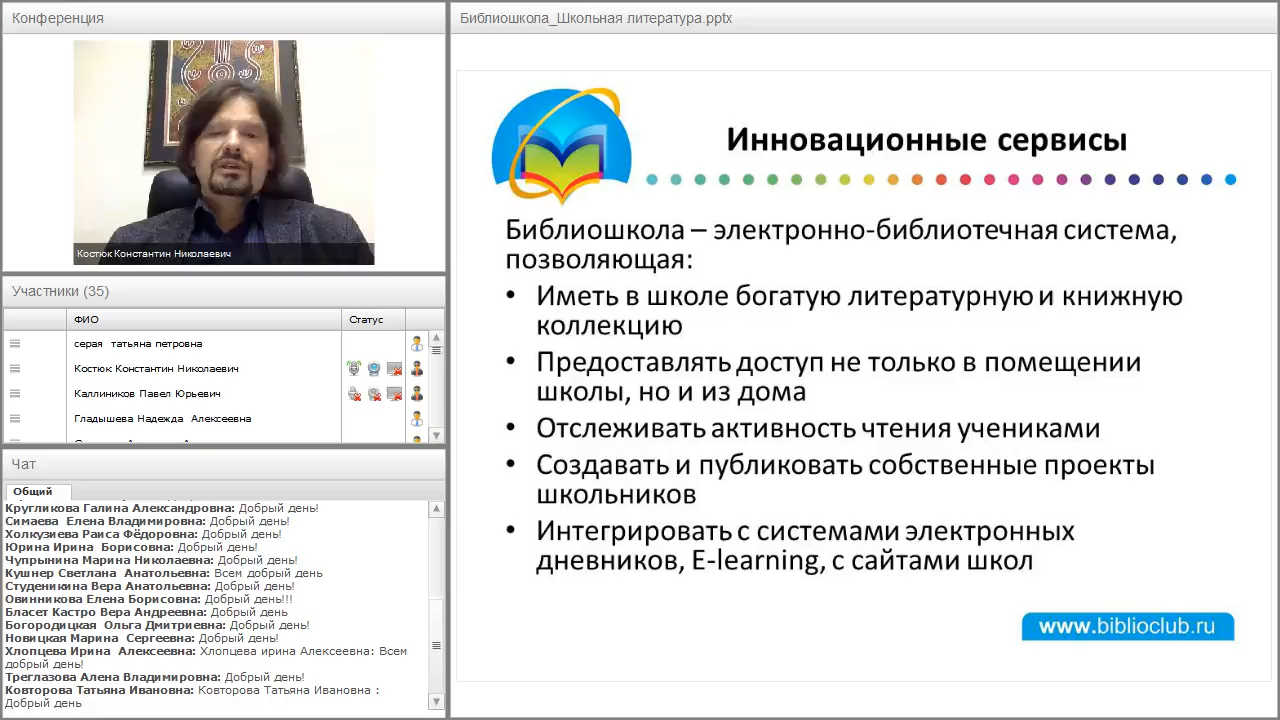 Конференция
Костюк Константин Николаевич
Участники (35)
ФИО
Статус
серая татьяна петровна
Костюк Константин Николаевич
Каллиников Павел Юрьевич
Гладышева Надежда Алексеевна
Чат
Общий
Кругликова Галина Александровна: Добрый день!
Симаева Елена Владимировна: Добрый день!
Холкузиева Раиса Фёдоровна: Добрый день!
Юрина Ирина Борисовна: Добрый день!
Чупрынина Марина Николаевна: Добрый день!
Кушнер Светлана Анатольевна: Всем добрый день
Студеникина Вера Анатольевна: Добрый день!
Овинникова Елена Борисовна: Добрый день!!!
Бласет Кастро Вера Андреевна: Добрый день
Богородицкая Ольга Дмитриевна: Добрый день!
Новицкая Марина Сергеевна: Добрый день!
Хлопцева Ирина Алексеевна: Хлопцева ирина Алексеевна: Всем
добрый день!
Треглазова Алена Владимировна: Добрый день!
Ковторова Татьяна Ивановна: Ковторова Татьяна Ивановна :
Добрый день
Библиошкола_Школьная литература.pptx
Инновационные сервисы
Библиошкола – электронно-библиотечная система,
позволяющая:
• Иметь в школе богатую литературную и книжную
коллекцию
• Предоставлять доступ не только в помещении
школы, но и из дома
• Отслеживать активность чтения учениками
• Создавать и публиковать собственные проекты
школьников
• Интегрировать с системами электронных
дневников, E-learning, с сайтами школ
www.biblioclub.ru